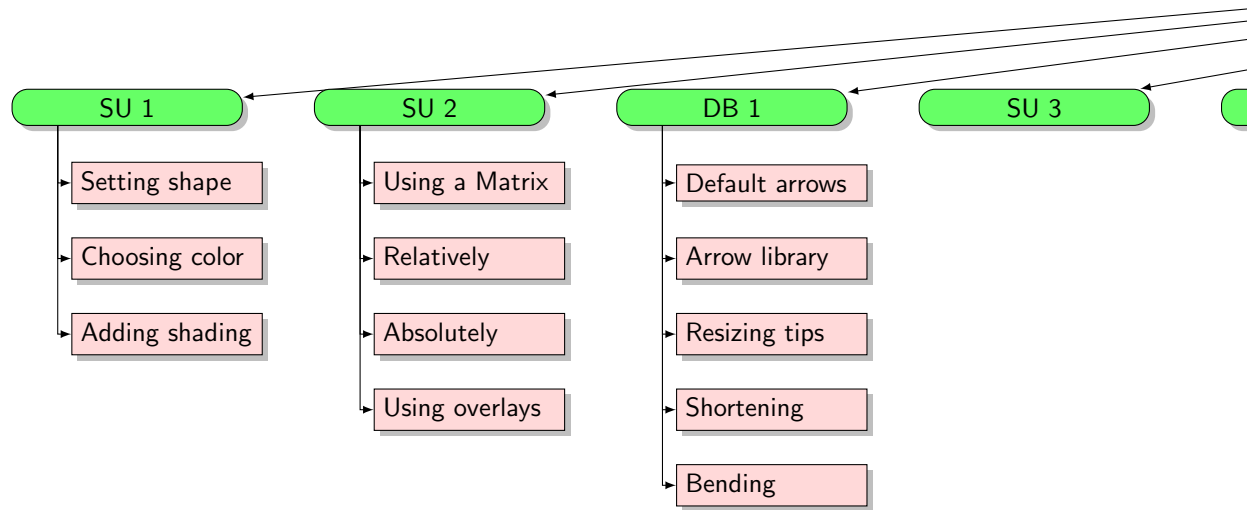 SU 1
SU 2
DB 1
SU 3
Setting shape
Using a Matrix
Default arrows
Choosing color
Relatively
Arrow library
Adding shading
Absolutely
Resizing tips
Using overlays
Shortening
Bending